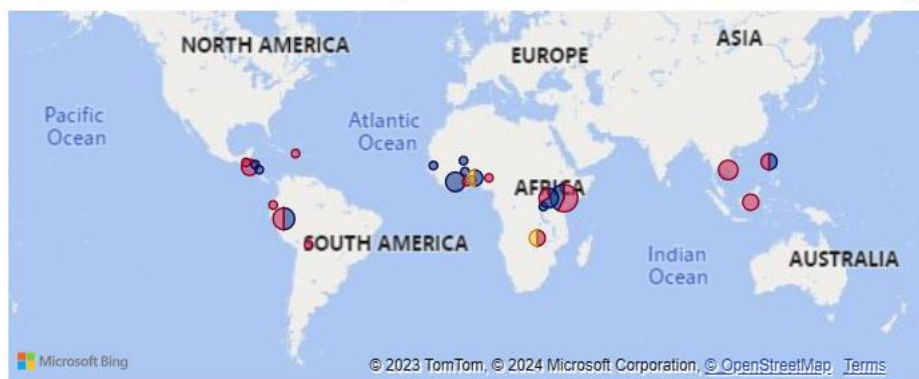 NORTH AMERICA
EUROPE
ASIA
Pacific
Ocean
Atlantic
Ocean
AFRICA
SOUTH AMERICA
Indian
Ocean
AUSTRALIA
Microsoft Bing
© 2023 TomTom, © 2024 Microsoft Corporation, © OpenStreetMap Terms